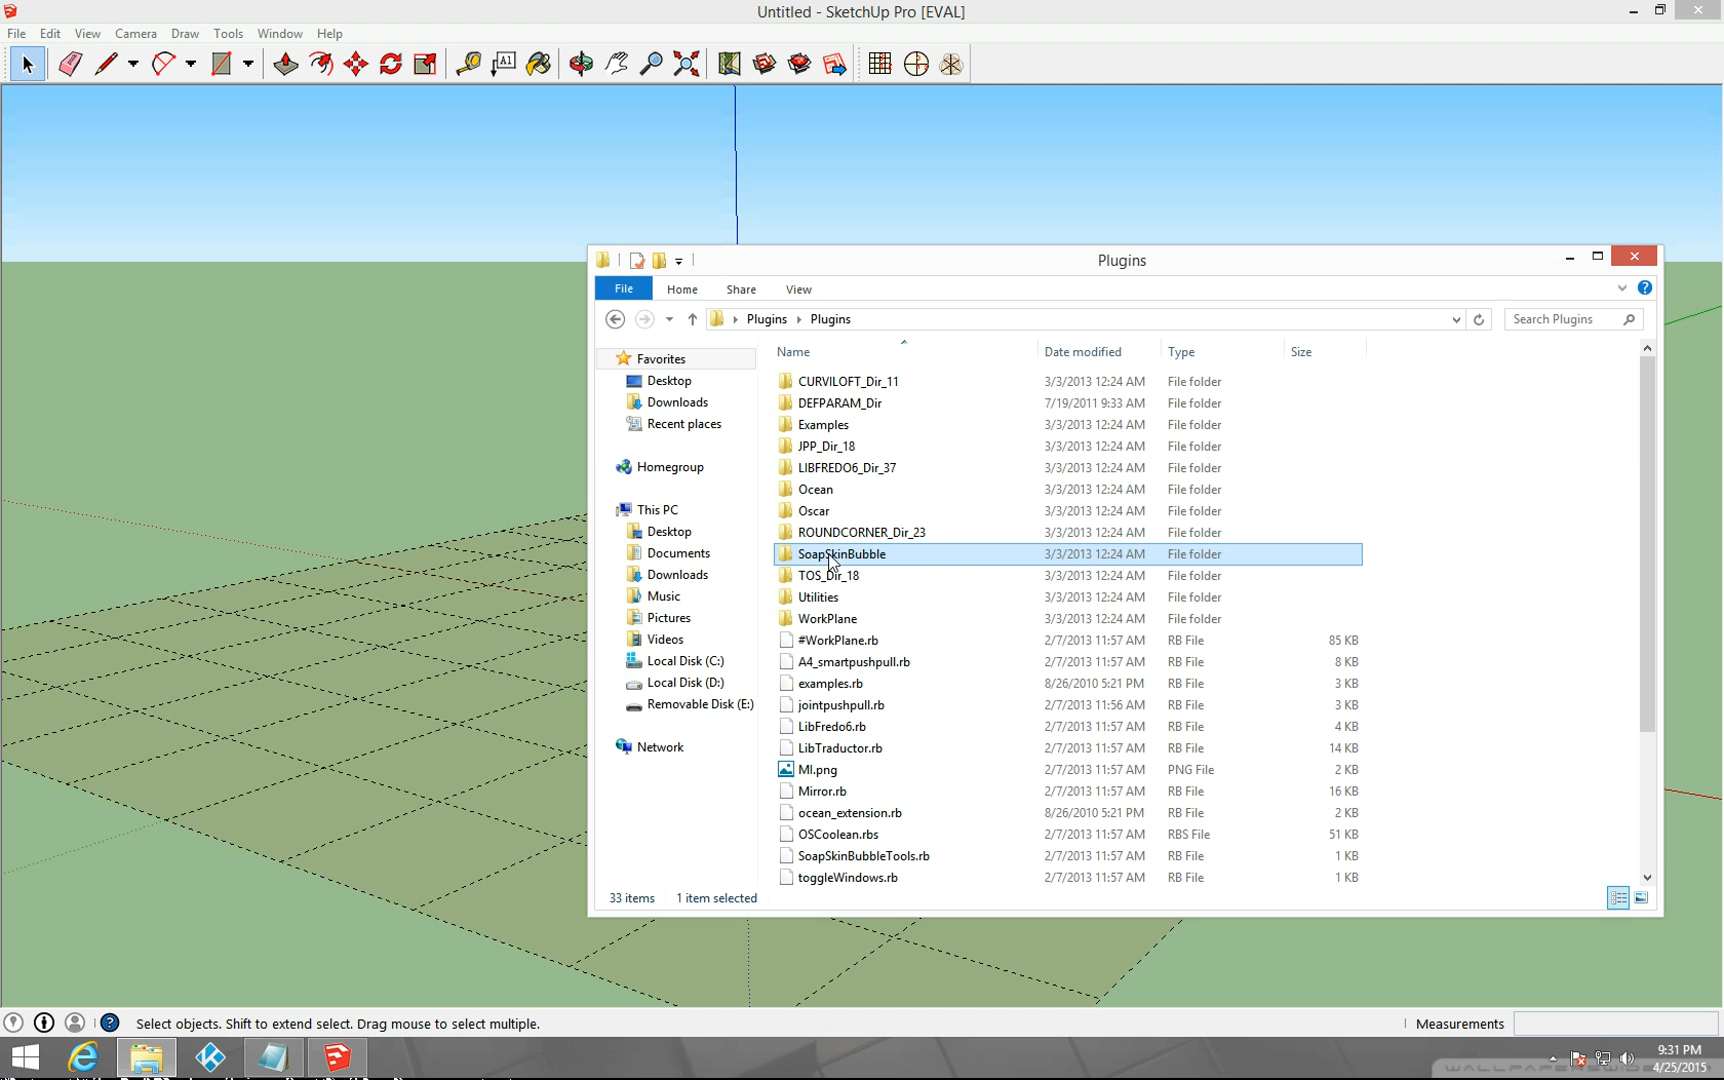 Untitled - SketchUp Pro [EVAL]
File Edit View Camera Draw Tools Window Help
A1
Plugins
File Home Share View
Plugins Plugins
Search Plugins
Name Date modified Type Size
Favorites
Desktop
Downloads
Recent places
Homegroup
This PC
Desktop
Documents
Downloads
Music
Pictures
Videos
Local Disk (C:)
Local Disk (D:)
Removable Disk (E:)
Network
CURVILOFT_Dir_11 3/3/2013 12:24 AM File folder
DEFPARAM_Dir 7/19/2011 9:33 AM File folder
Examples 3/3/2013 12:24 AM File folder
JPP_Dir_18 3/3/2013 12:24 AM File folder
LIBFREDO6_Dir_37 3/3/2013 12:24 AM File folder
Ocean 3/3/2013 12:24 AM File folder
Oscar 3/3/2013 12:24 AM File folder
ROUNDCORNER_Dir_23 3/3/2013 12:24 AM File folder
SoapSkinBubble 3/3/2013 12:24 AM File folder
TOS_Dir_18 3/3/2013 12:24 AM File folder
Utilities 3/3/2013 12:24 AM File folder
WorkPlane 3/3/2013 12:24 AM File folder
#WorkPlane.rb 2/7/2013 11:57 AM RB File 85 KB
A4_smartpushpull.rb 2/7/2013 11:57 AM RB File 8 KB
examples.rb 8/26/2010 5:21 PM RB File 3 KB
jointpushpull.rb 2/7/2013 11:56 AM RB File 3 KB
LibFredo6.rb 2/7/2013 11:57 AM RB File 4 KB
LibTraductor.rb 2/7/2013 11:57 AM RB File 14 KB
MI.png 2/7/2013 11:57 AM PNG File 2 KB
Mirror.rb 2/7/2013 11:57 AM RB File 16 KB
ocean_extension.rb 8/26/2010 5:21 PM RB File 2 KB
OSCoolean.rbs 2/7/2013 11:57 AM RBS File 51 KB
SoapSkinBubbleTools.rb 2/7/2013 11:57 AM RB File 1 KB
toggleWindows.rb 2/7/2013 11:57 AM RB File 1 KB
33 items 1 item selected
Select objects. Shift to extend select. Drag mouse to select multiple.
Measurements
9:31 PM
4/25/2015